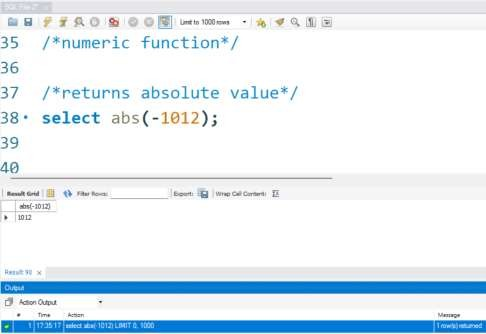 SQL File 7*
Limit to 1000 rows
35 /*numeric function*/
36
37 /*returns absolute value*/
38 select abs(-1012);
39
40
Result Grid Filter Rows: Export: Wrap Cell Content:
abs(-1012)
1012
Result 90
Output
Action Output
# Time Action Message
1 17:35:17 select abs(-1012) LIMIT 0, 1000 1 row(s) returned